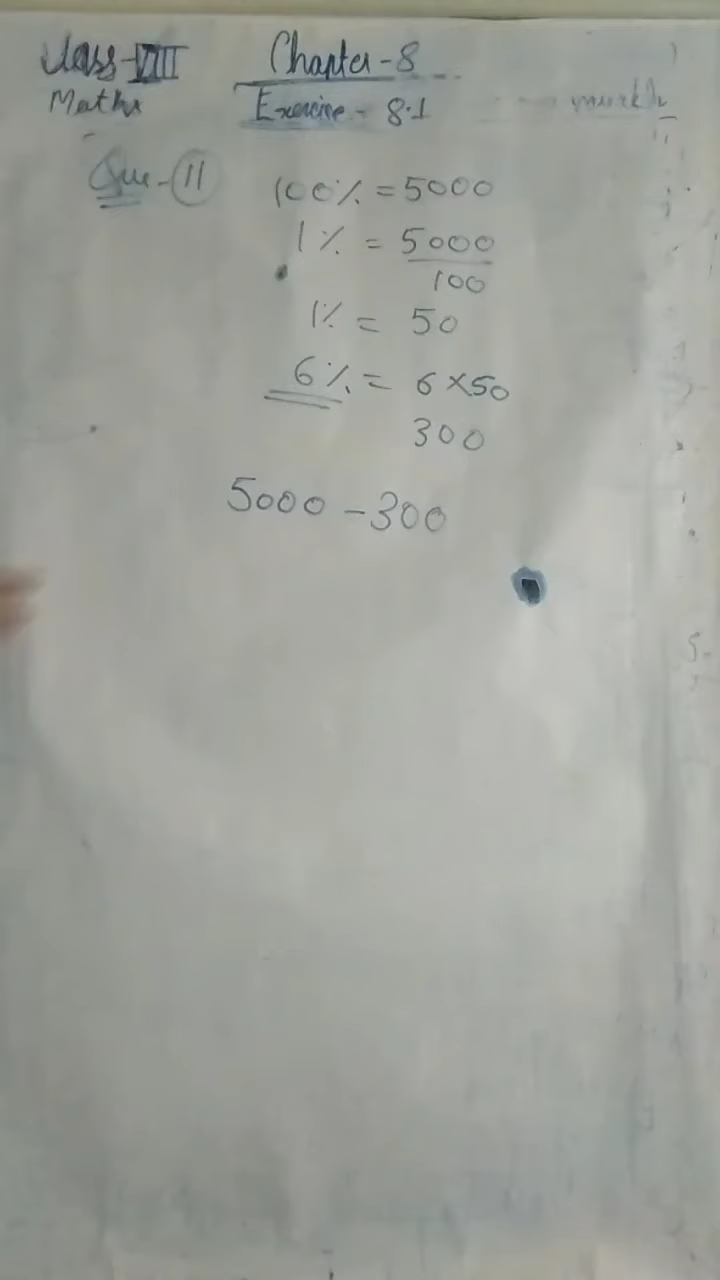 Class-VIII Chapter-8
Maths Exercise - 8.1
Que-11 100% = 5000
1% = 5000
100
1% = 50
6% = 6×50
300
5000 - 300